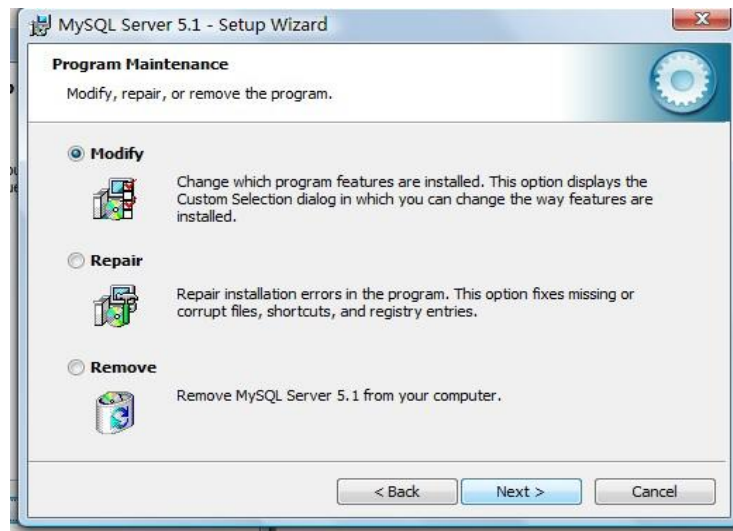 MySQL Server 5.1 - Setup Wizard
Program Maintenance
Modify, repair, or remove the program.
Modify
Change which program features are installed. This option displays the
Custom Selection dialog in which you can change the way features are
installed.
Repair
Repair installation errors in the program. This option fixes missing or
corrupt files, shortcuts, and registry entries.
Remove
Remove MySQL Server 5.1 from your computer.
< Back
Next >
Cancel